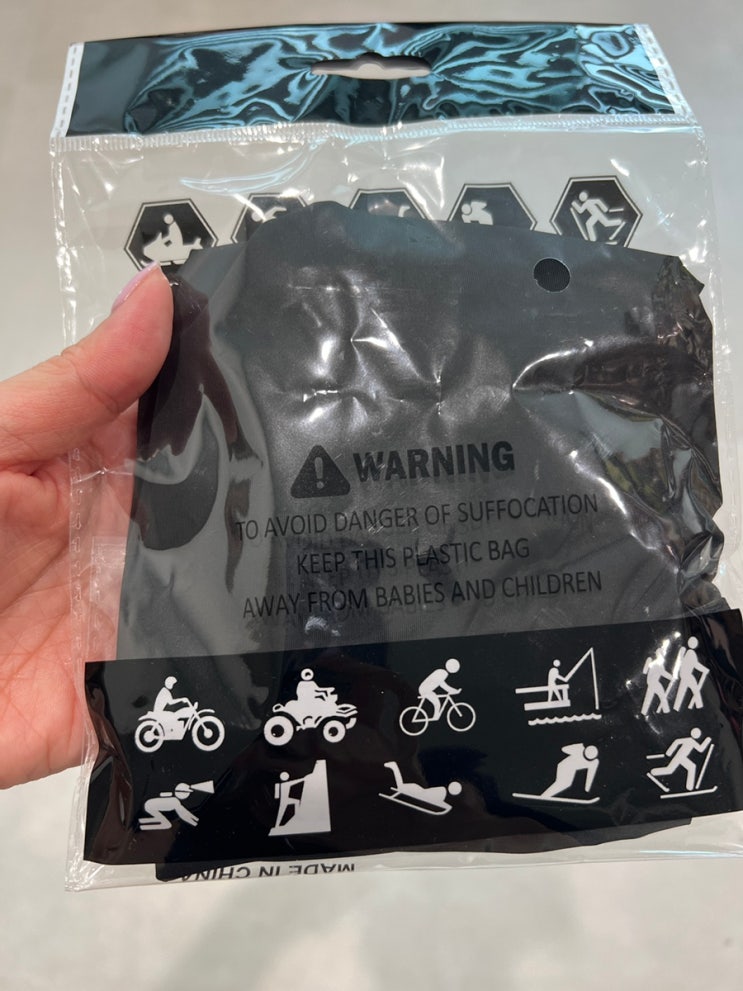 WARNING
TO AVOID DANGER OF SUFFOCATION
KEEP THIS PLASTIC BAG
AWAY FROM BABIES AND CHILDREN
MADE IN CHINA